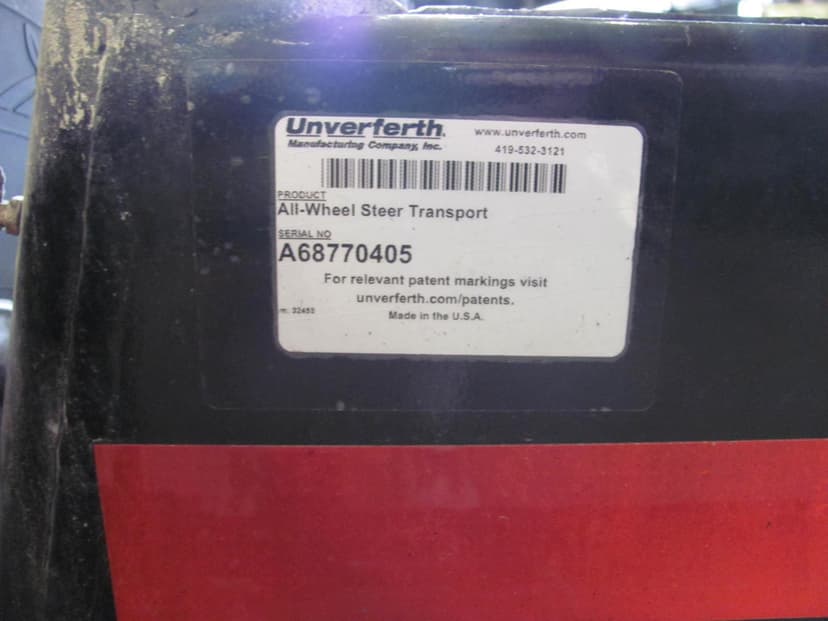 Unverferth
Manufacturing Company, Inc.
www.unverferth.com
419-532-3121
PRODUCT
All-Wheel Steer Transport
SERIAL NO
A68770405
For relevant patent markings visit
unverferth.com/patents.
Made in the U.S.A.